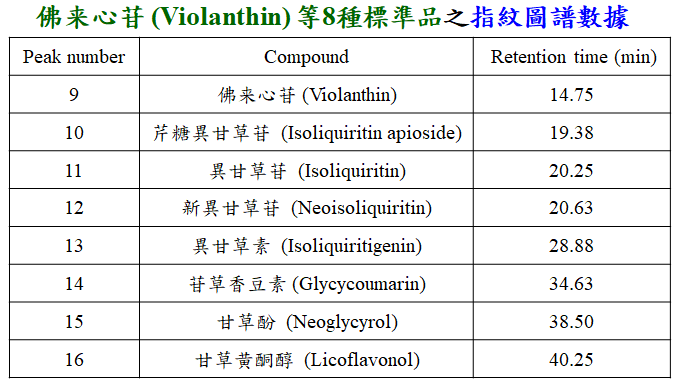 佛来心苷 (Violanthin) 等8種標準品之指紋圖譜數據
Peak number Compound Retention time (min)
9 佛来心苷 (Violanthin) 14.75
10 芹糖異甘草苷 (Isoliquiritin apioside) 19.38
11 異甘草苷 (Isoliquiritin) 20.25
12 新異甘草苷 (Neoisoliquiritin) 20.63
13 異甘草素 (Isoliquiritigenin) 28.88
14 苷草香豆素 (Glycycoumarin) 34.63
15 甘草酚 (Neoglycyrol) 38.50
16 甘草黃酮醇 (Licoflavonol) 40.25